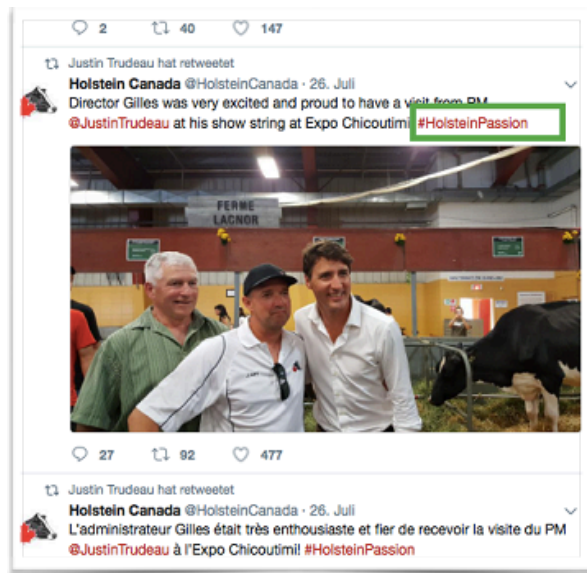 2 40 147
Justin Trudeau hat retweetet
Holstein Canada @HolsteinCanada · 26. Juli
Director Gilles was very excited and proud to have a visit from PM
@JustinTrudeau at his show string at Expo Chicoutimi! #HolsteinPassion
FERME
LACNOR
27 92 477
Justin Trudeau hat retweetet
Holstein Canada @HolsteinCanada · 26. Juli
L'administrateur Gilles était très enthousiaste et fier de recevoir la visite du PM
@JustinTrudeau à l'Expo Chicoutimi! #HolsteinPassion